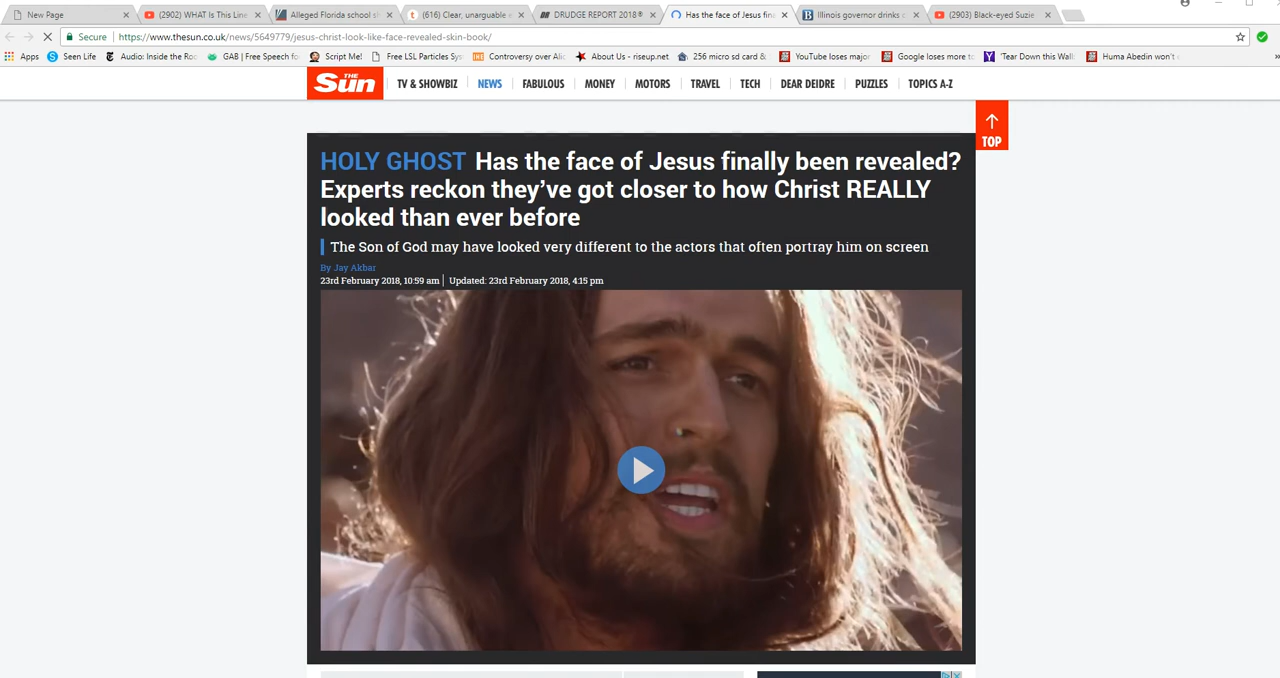 New Page
(2902) WHAT Is This Line
Alleged Florida school s
(616) Clear, unarguable e
DRUDGE REPORT 2018®
Has the face of Jesus fina
Illinois governor drinks c
(2903) Black-eyed Suzie
Secure
https://www.thesun.co.uk/news/5649779/jesus-christ-look-like-face-revealed-skin-book/
Apps
Seen Life
Audio: Inside the Ro
GAB | Free Speech fo
Script Me!
Free LSL Particles Sys
Controversy over Ali
About Us - riseup.net
256 micro sd card &
YouTube loses major
Google loses more to
'Tear Down this Wall
Huma Abedin won't
THE Sun
TV & SHOWBIZ
NEWS
FABULOUS
MONEY
MOTORS
TRAVEL
TECH
DEAR DEIDRE
PUZZLES
TOPICS A-Z
TOP
HOLY GHOST Has the face of Jesus finally been revealed?
Experts reckon they've got closer to how Christ REALLY
looked than ever before
The Son of God may have looked very different to the actors that often portray him on screen
By Jay Akbar
23rd February 2018, 10:59 am | Updated: 23rd February 2018, 4:15 pm